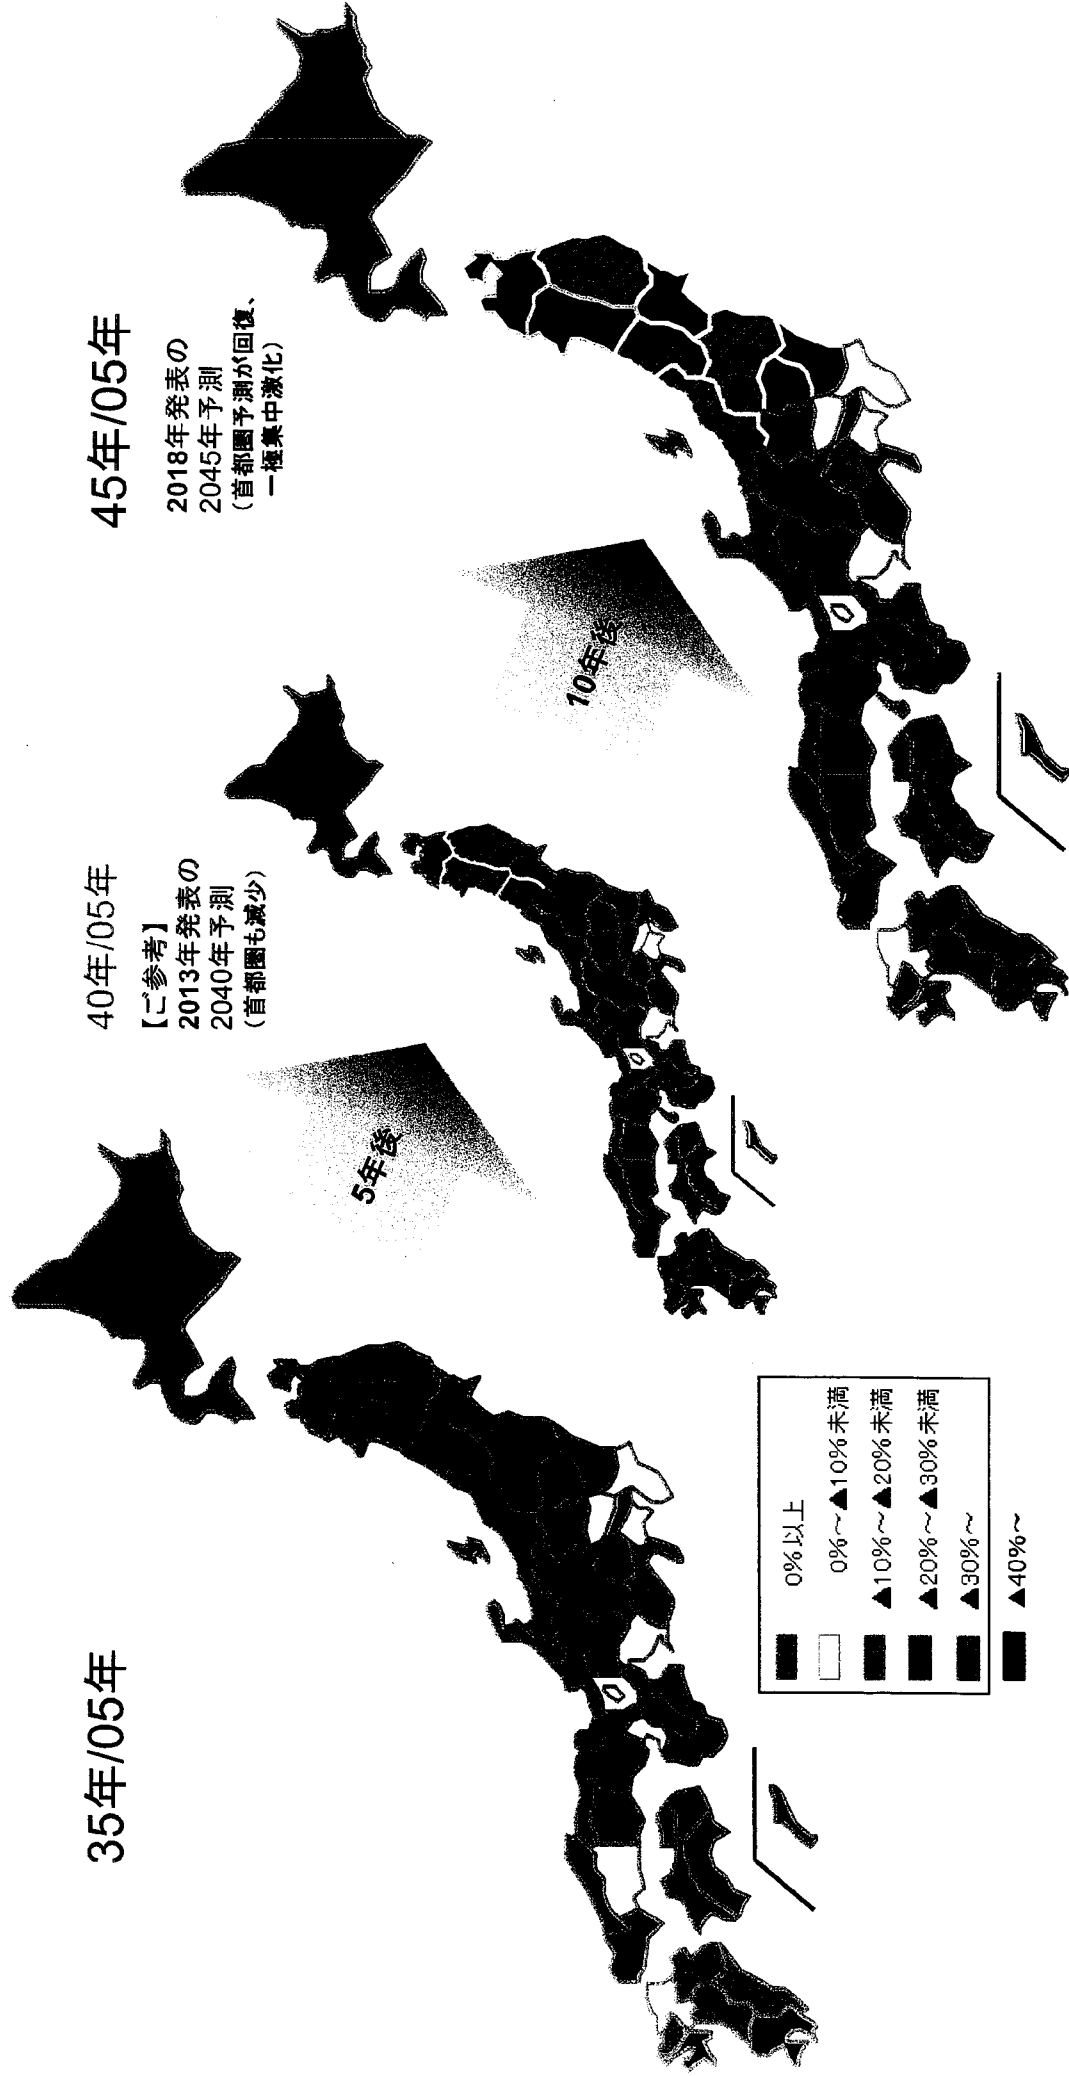 35年/05年
5年後
40年/05年
【ご参考】
2013年発表の
2040年予測
(首都圏も減少)
10年後
45年/05年
2018年発表の
2045年予測
(首都圏予測が回復、
一極集中激化)
0%以上
0%～▲10%未満
▲10%～▲20%未満
▲20%～▲30%未満
▲30%～
▲40%～